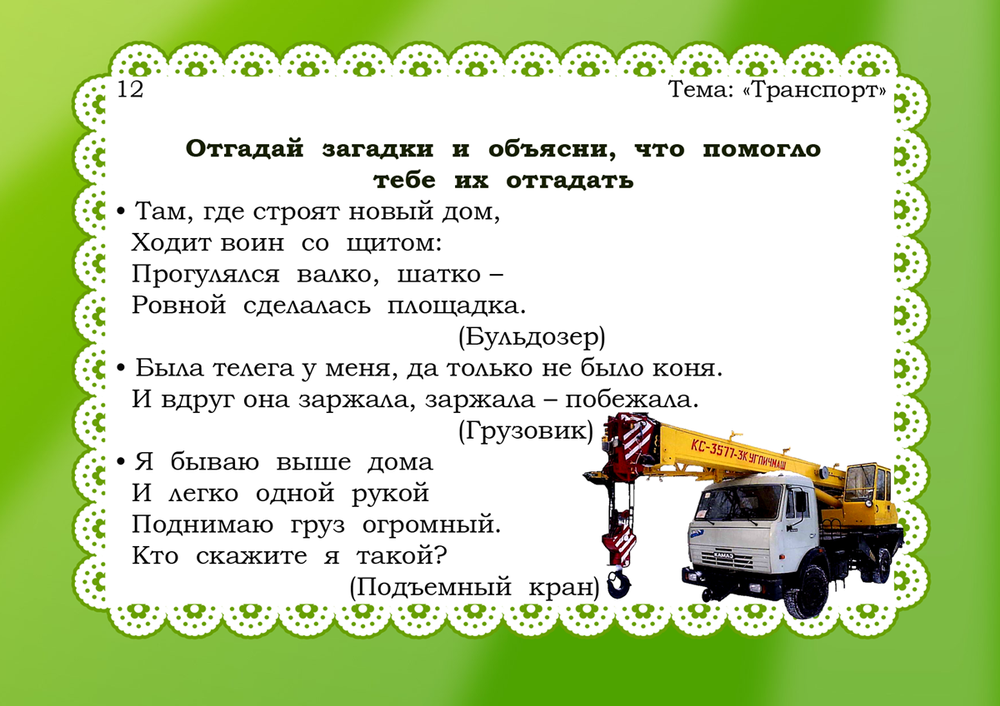 12
Тема: «Транспорт»
Отгадай загадки и объясни, что помогло
тебе их отгадать
• Там, где строят новый дом,
Ходит воин со щитом:
Прогулялся валко, шатко –
Ровной сделалась площадка.
(Бульдозер)
• Была телега у меня, да только не было коня.
И вдруг она заржала, заржала – побежала.
(Грузовик)
• Я бываю выше дома
И легко одной рукой
Поднимаю груз огромный.
Кто скажите я такой?
(Подъемный кран)
КС-3577-3К УГЛИЧМАШ
КАМАЗ